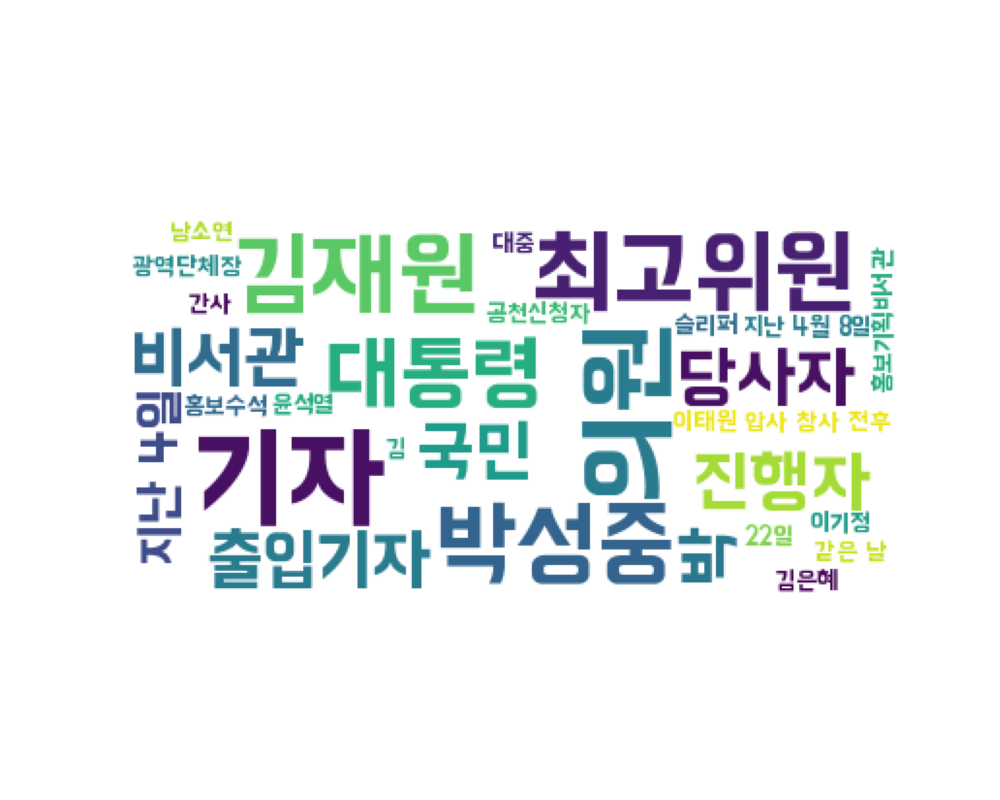 남소연
김재원
대중
최고위원
광역단체장
간사
공천신청자
홍보기획비서관
슬리퍼
지난 4월 8일
비서관
대통령
의원
당사자
홍보수석
윤석열
지난 4일
기자
김
국민
이태원 압사 참사 전후
진행자
출입기자
박성중
박
22일
이기정
같은 날
김은혜